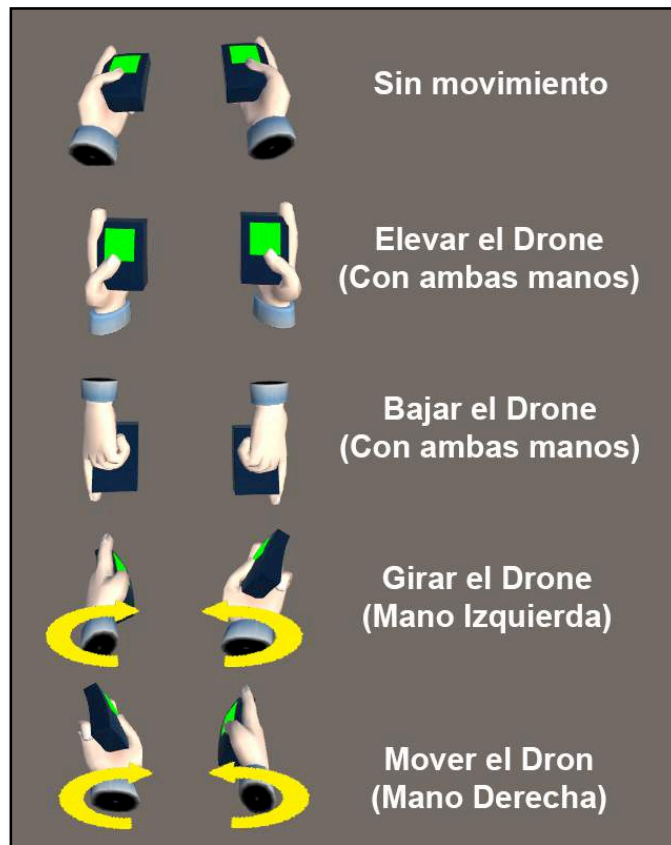 Sin movimiento
Elevar el Drone
(Con ambas manos)
Bajar el Drone
(Con ambas manos)
Girar el Drone
(Mano Izquierda)
Mover el Dron
(Mano Derecha)